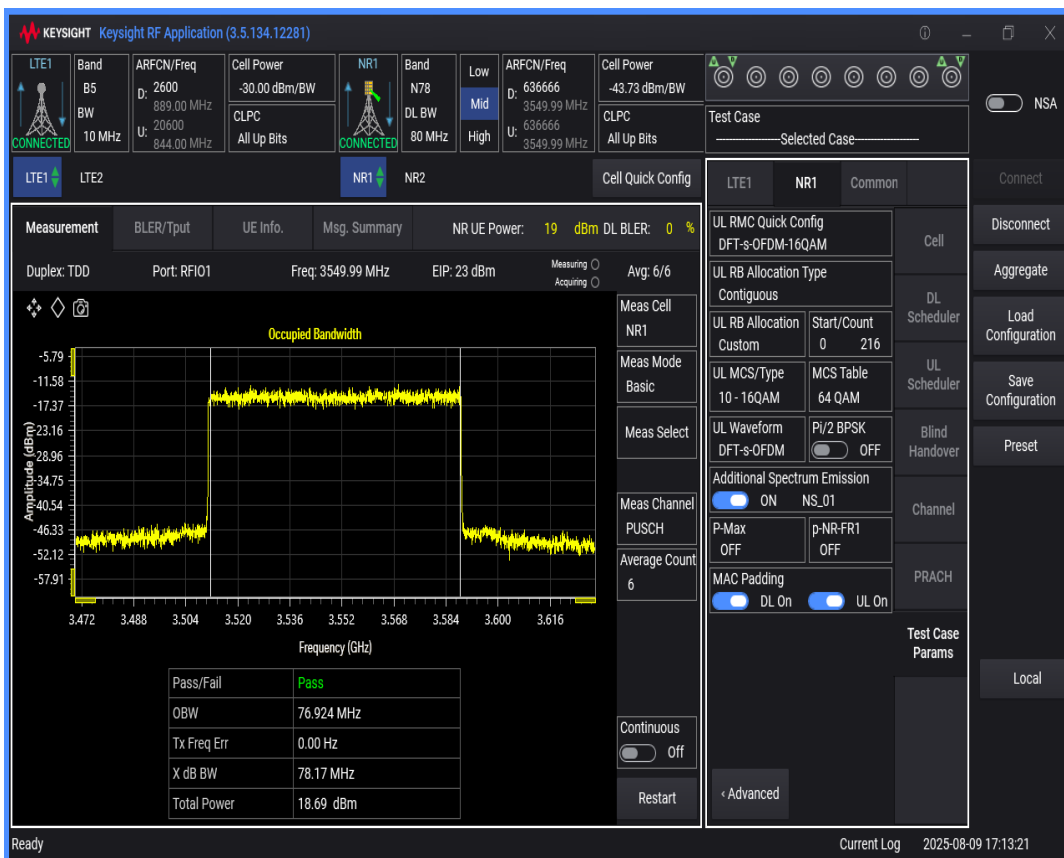 KEYSIGHT Keysight RF Application (3.5.134.12281)
LTE1
CONNECTED
Band
B5
BW
10 MHz
ARFCN/Freq
D: 2600
889.00 MHz
U: 20600
844.00 MHz
Cell Power
-30.00 dBm/BW
CLPC
All Up Bits
NR1
CONNECTED
Band
N78
DL BW
80 MHz
Low
Mid
High
ARFCN/Freq
D: 636666
3549.99 MHz
U: 636666
3549.99 MHz
Cell Power
-43.73 dBm/BW
CLPC
All Up Bits
Test Case
----------------Selected Case----------------
NSA
LTE1 LTE2
NR1 NR2
Cell Quick Config
Measurement BLER/Tput UE Info. Msg. Summary NR UE Power: 19 dBm DL BLER: 0 %
Duplex: TDD Port: RFIO1 Freq: 3549.99 MHz EIP: 23 dBm Measuring Avg: 6/6
Acquiring
Occupied Bandwidth
Amplitude (dBm)
-5.79
-11.58
-17.37
-23.16
-28.96
-34.75
-40.54
-46.33
-52.12
-57.91
3.472 3.488 3.504 3.520 3.536 3.552 3.568 3.584 3.600 3.616
Frequency (GHz)
Pass/Fail Pass
OBW 76.924 MHz
Tx Freq Err 0.00 Hz
X dB BW 78.17 MHz
Total Power 18.69 dBm
Meas Cell
NR1
Meas Mode
Basic
Meas Select
Meas Channel
PUSCH
Average Count
6
Continuous
Off
Restart
LTE1 NR1 Common
UL RMC Quick Config
DFT-s-OFDM-16QAM
UL RB Allocation Type
Contiguous
UL RB Allocation Start/Count
Custom 0 216
UL MCS/Type MCS Table
10 - 16QAM 64 QAM
UL Waveform Pi/2 BPSK
DFT-s-OFDM OFF
Additional Spectrum Emission
ON NS_01
P-Max p-NR-FR1
OFF OFF
MAC Padding
DL On UL On
‹ Advanced
Cell
DL
Scheduler
UL
Scheduler
Blind
Handover
Channel
PRACH
Test Case
Params
Connect
Disconnect
Aggregate
Load
Configuration
Save
Configuration
Preset
Local
Ready Current Log 2025-08-09 17:13:21